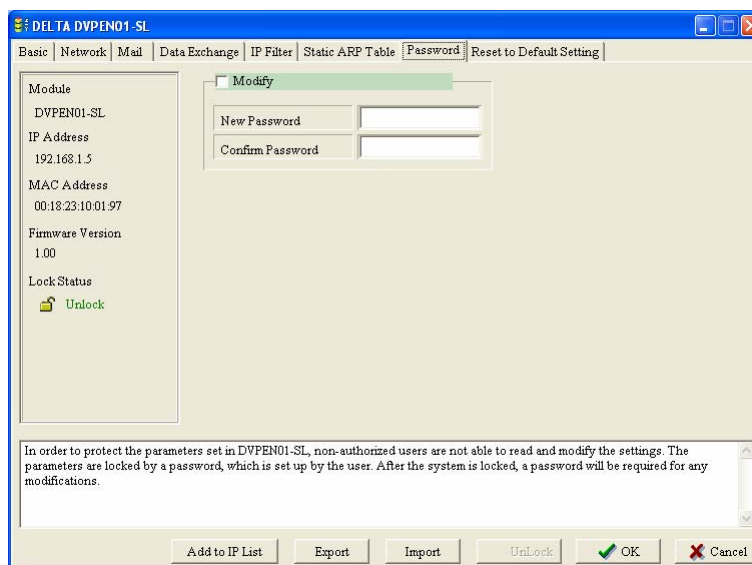 DELTA DVPEN01-SL
Basic Network Mail Data Exchange IP Filter Static ARP Table Password Reset to Default Setting
Module
DVPEN01-SL
IP Address
192.168.1.5
MAC Address
00:18:23:10:01:97
Firmware Version
1.00
Lock Status
Unlock
Modify
New Password
Confirm Password
In order to protect the parameters set in DVPEN01-SL, non-authorized users are not able to read and modify the settings. The
parameters are locked by a password, which is set up by the user. After the system is locked, a password will be required for any
modifications.
Add to IP List Export Import UnLock OK Cancel